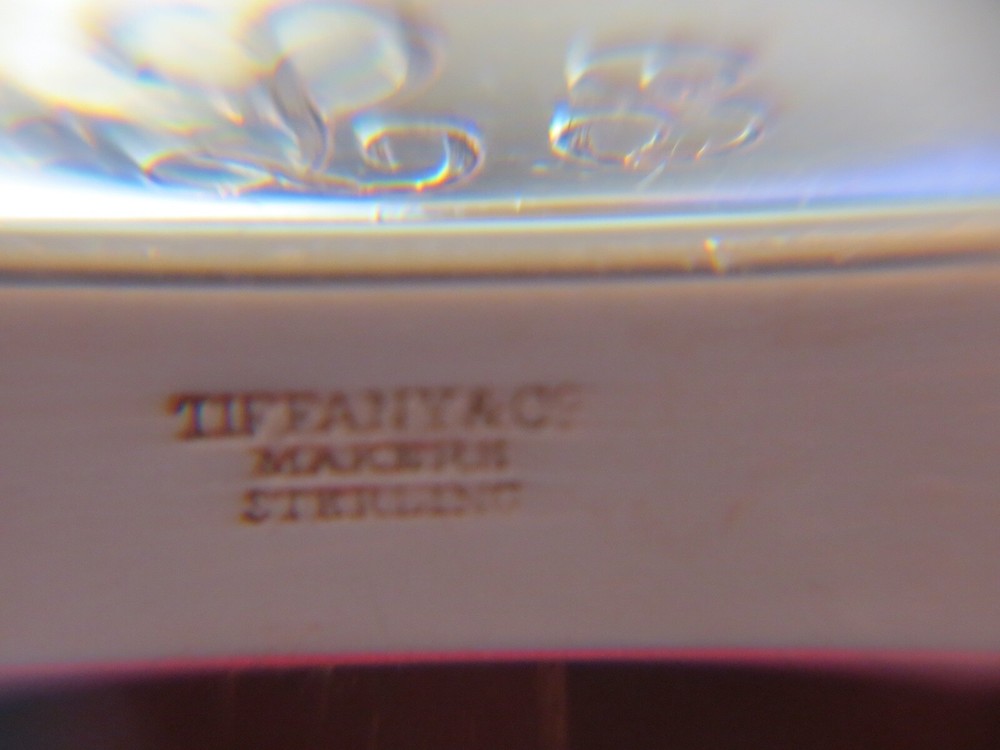 TIFFANY & CO
MAKERS
STERLING